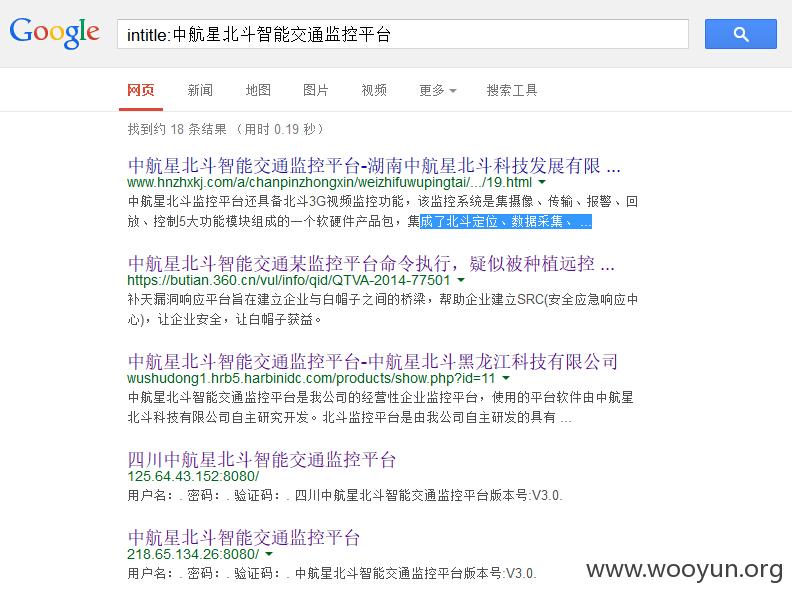 Google
intitle:中航星北斗智能交通监控平台
网页 新闻 地图 图片 视频 更多 搜索工具
找到约 18 条结果 （用时 0.19 秒）
中航星北斗智能交通监控平台-湖南中航星北斗科技发展有限 ...
www.hnzhxkj.com/a/chanpinzhongxin/weizhifuwupingtai/.../19.html
中航星北斗监控平台还具备北斗3G视频监控功能，该监控系统是集摄像、传输、报警、回
放、控制5大功能模块组成的一个软硬件产品包，集成了北斗定位、数据采集、 ...
中航星北斗智能交通某监控平台命令执行，疑似被种植远控 ...
https://butian.360.cn/vul/info/qid/QTVA-2014-77501
补天漏洞响应平台旨在建立企业与白帽子之间的桥梁，帮助企业建立SRC(安全应急响应中
心)，让企业安全，让白帽子获益。
中航星北斗智能交通监控平台-中航星北斗黑龙江科技有限公司
wushudong1.hrb5.harbinidc.com/products/show.php?id=11
中航星北斗智能交通监控平台是我公司的经营性企业监控平台，使用的平台软件由中航星
北斗科技有限公司自主研究开发。北斗监控平台是由我公司自主研发的具有 ...
四川中航星北斗智能交通监控平台
125.64.43.152:8080/
用户名：. 密码：. 验证码：. 四川中航星北斗智能交通监控平台版本号:V3.0.
中航星北斗智能交通监控平台
218.65.134.26:8080/
用户名：. 密码：. 验证码：. 中航星北斗智能交通监控平台版本号:V3.0.
www.wooyun.org